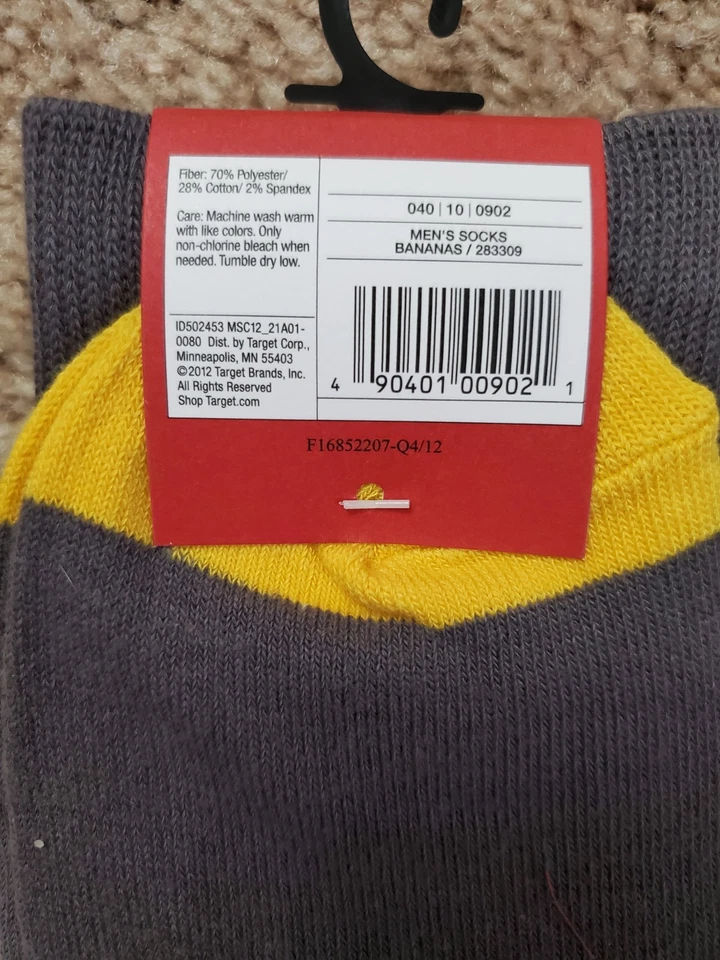 Fiber: 70% Polyester/
28% Cotton/ 2% Spandex
Care: Machine wash warm
with like colors. Only
non-chlorine bleach when
needed. Tumble dry low.
ID502453 MSC12_21A01-
0080 Dist. by Target Corp.,
Minneapolis, MN 55403
©2012 Target Brands, Inc.
All Rights Reserved
Shop Target.com
040 | 10 | 0902
MEN'S SOCKS
BANANAS / 283309
4 90401 00902 1
F16852207-Q4/12